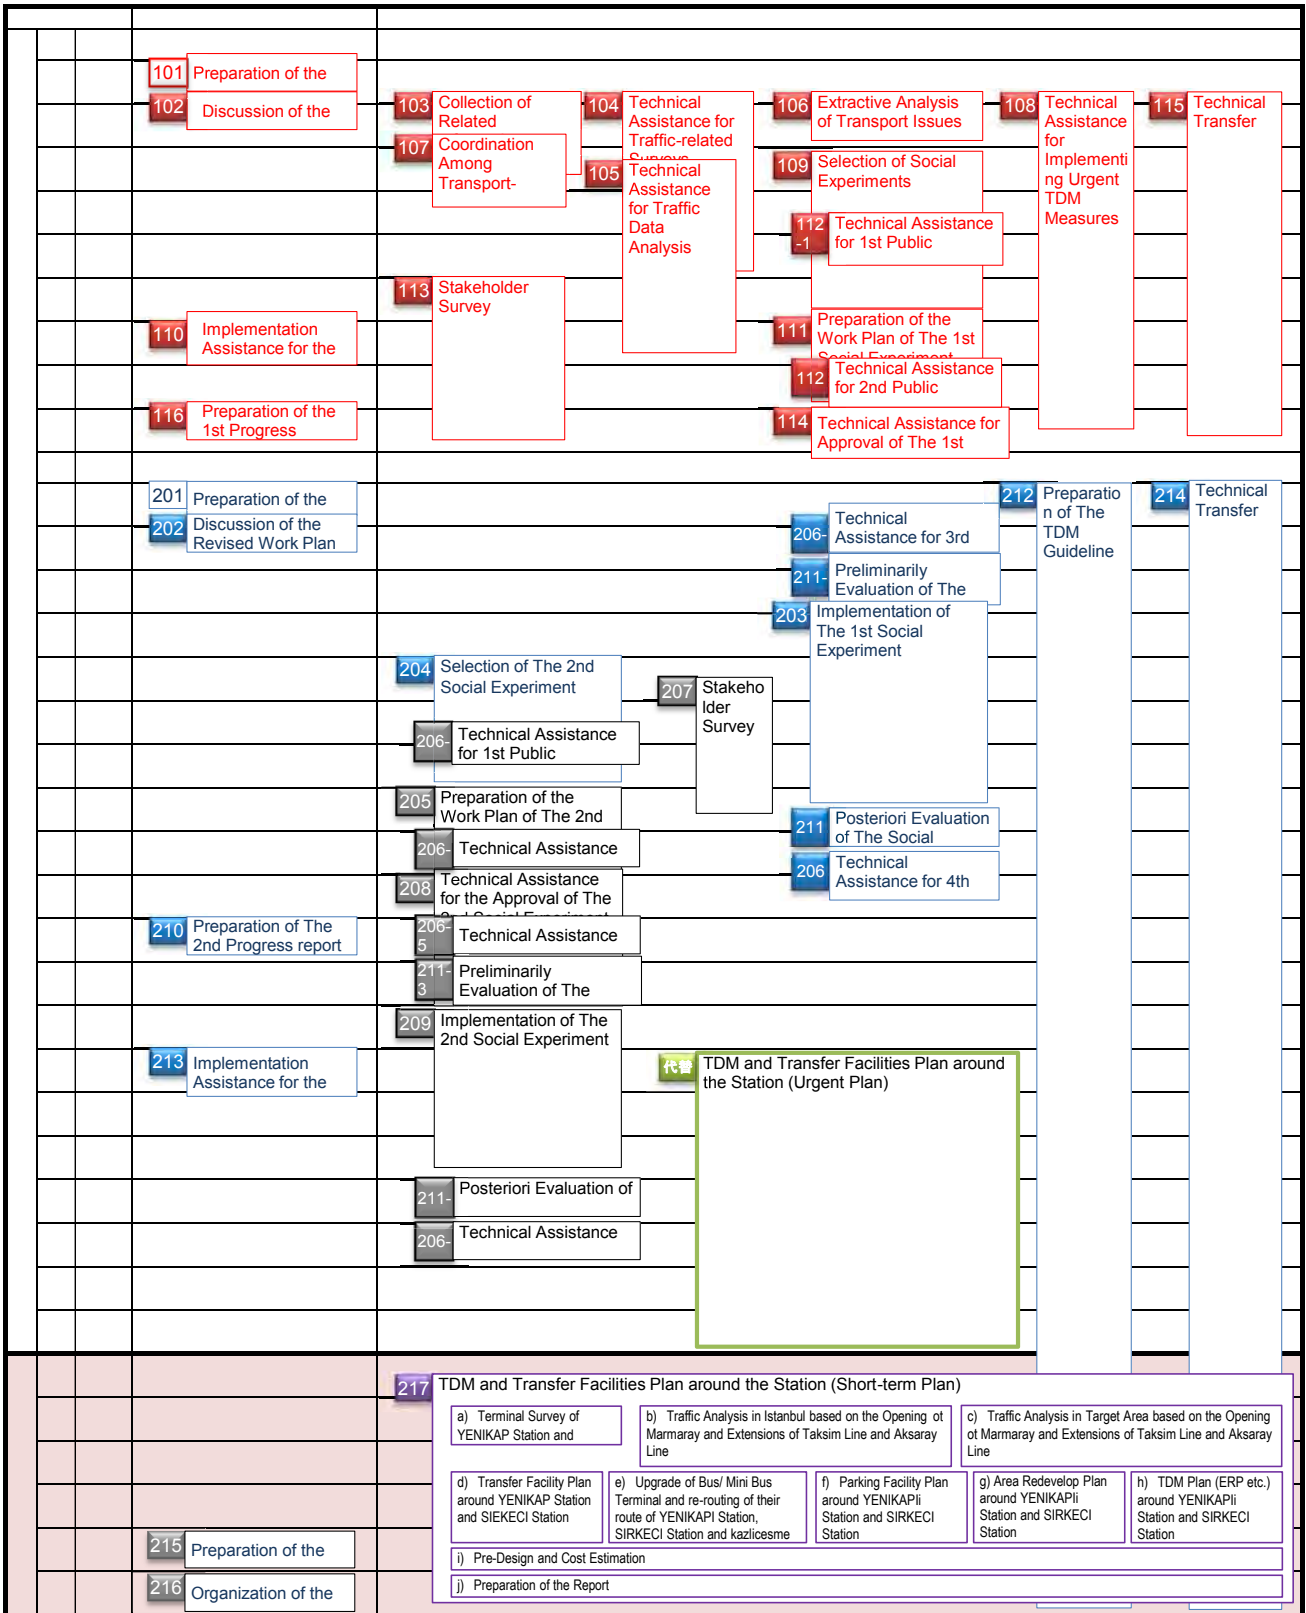 101 Preparation of the
102 Discussion of the
103 Collection of
Related
107 Coordination
Among
Transport-
104 Technical
Assistance for
Traffic-related
Surveys
105 Technical
Assistance
for Traffic
Data
Analysis
106 Extractive Analysis
of Transport Issues
109 Selection of Social
Experiments
112
-1
Technical Assistance
for 1st Public
108 Technical
Assistance
for
Implementi
ng Urgent
TDM
Measures
115 Technical
Transfer
113 Stakeholder
Survey
110 Implementation
Assistance for the
111 Preparation of the
Work Plan of The 1st
Social Experiment
112 Technical Assistance
for 2nd Public
116 Preparation of the
1st Progress
114 Technical Assistance for
Approval of The 1st
201 Preparation of the
202 Discussion of the
Revised Work Plan
206- Technical
Assistance for 3rd
211- Preliminarily
Evaluation of The
203 Implementation of
The 1st Social
Experiment
212 Preparatio
n of The
TDM
Guideline
214 Technical
Transfer
204 Selection of The 2nd
Social Experiment
206- Technical Assistance
for 1st Public
207 Stakeho
lder
Survey
205 Preparation of the
Work Plan of The 2nd
206- Technical Assistance
208 Technical Assistance
for the Approval of The
2nd Social Experiment
211 Posteriori Evaluation
of The Social
206 Technical
Assistance for 4th
210 Preparation of The
2nd Progress report
206-
5
Technical Assistance
211-
3
Preliminarily
Evaluation of The
209 Implementation of The
2nd Social Experiment
213 Implementation
Assistance for the
代替 TDM and Transfer Facilities Plan around
the Station (Urgent Plan)
211- Posteriori Evaluation of
206- Technical Assistance
217 TDM and Transfer Facilities Plan around the Station (Short-term Plan)
a) Terminal Survey of
YENIKAP Station and
b) Traffic Analysis in Istanbul based on the Opening ot
Marmaray and Extensions of Taksim Line and Aksaray
Line
c) Traffic Analysis in Target Area based on the Opening
ot Marmaray and Extensions of Taksim Line and Aksaray
Line
d) Transfer Facility Plan
around YENIKAP Station
and SIEKECI Station
e) Upgrade of Bus/ Mini Bus
Terminal and re-routing of their
route of YENIKAPI Station,
SIRKECI Station and kazlicesme
f) Parking Facility Plan
around YENIKAPIi
Station and SIRKECI
Station
g) Area Redevelop Plan
around YENIKAPIi
Station and SIRKECI
Station
h) TDM Plan (ERP etc.)
around YENIKAPIi
Station and SIRKECI
Station
i) Pre-Design and Cost Estimation
j) Preparation of the Report
215 Preparation of the
216 Organization of the